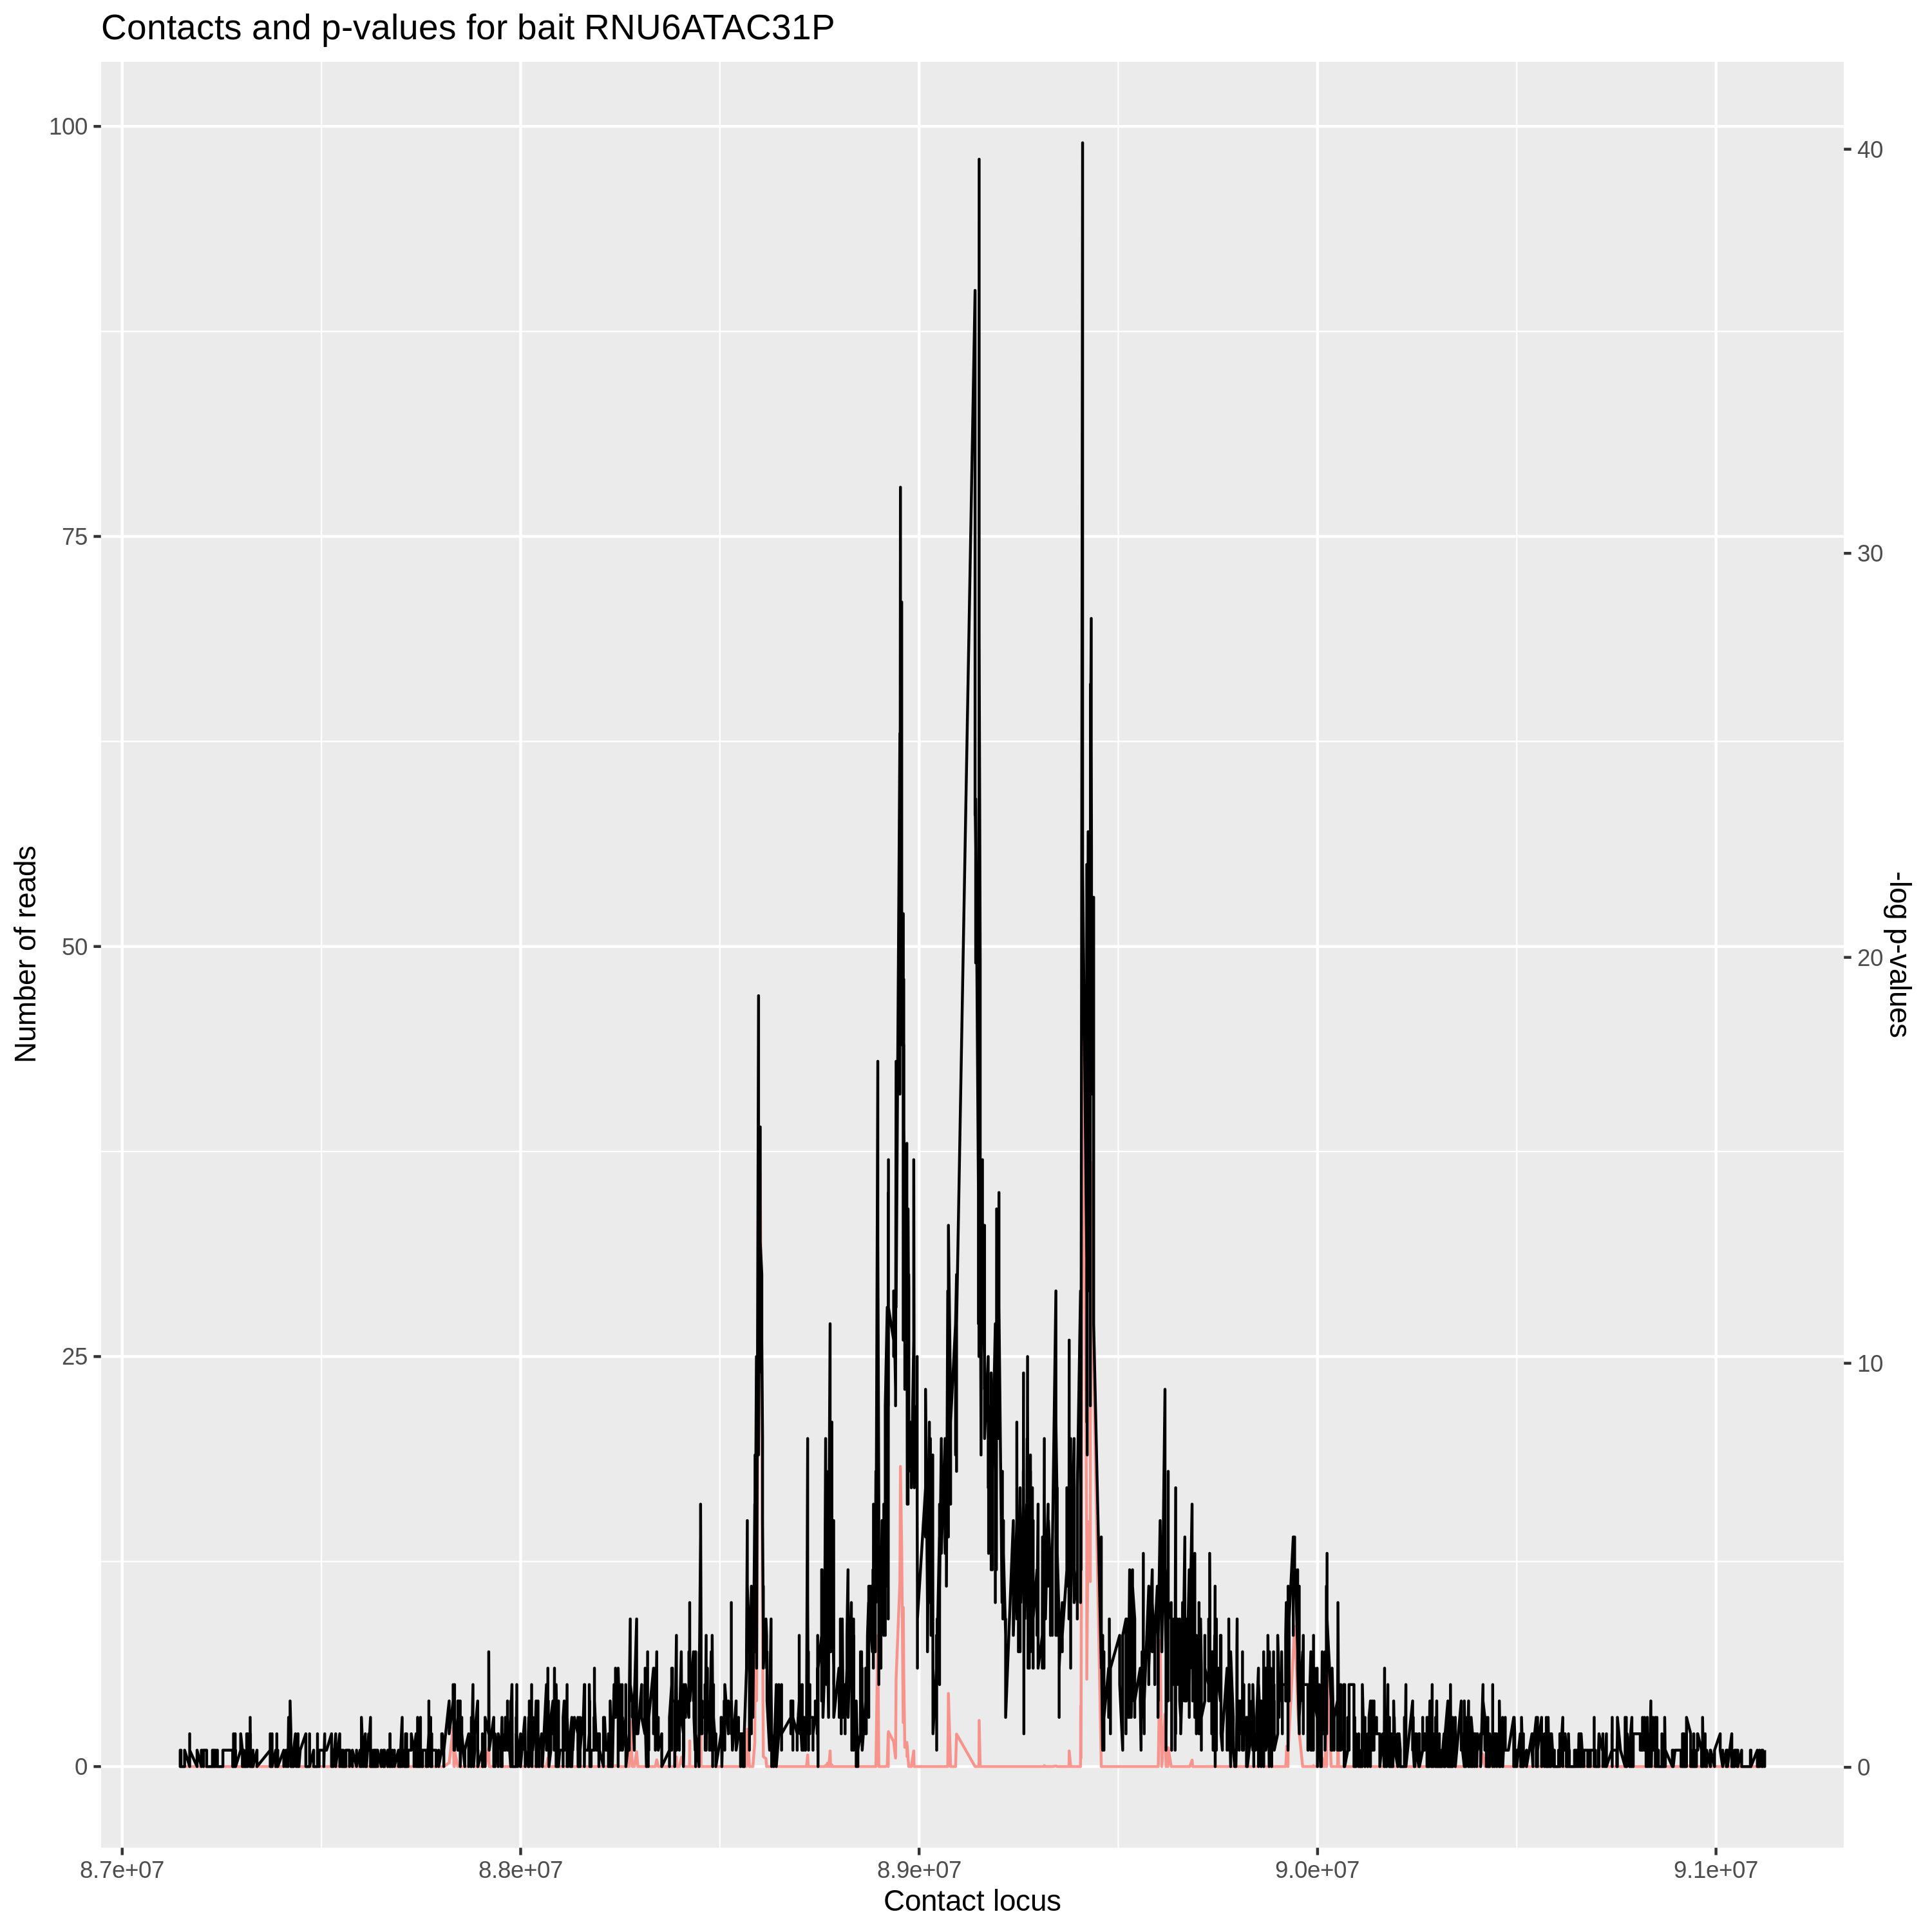 Contacts and p-values for bait RNU6ATAC31P
100
75
50
25
0
40
30
20
10
0
Number of reads
-log p-values
8.7e+07 8.8e+07 8.9e+07 9.0e+07 9.1e+07
Contact locus